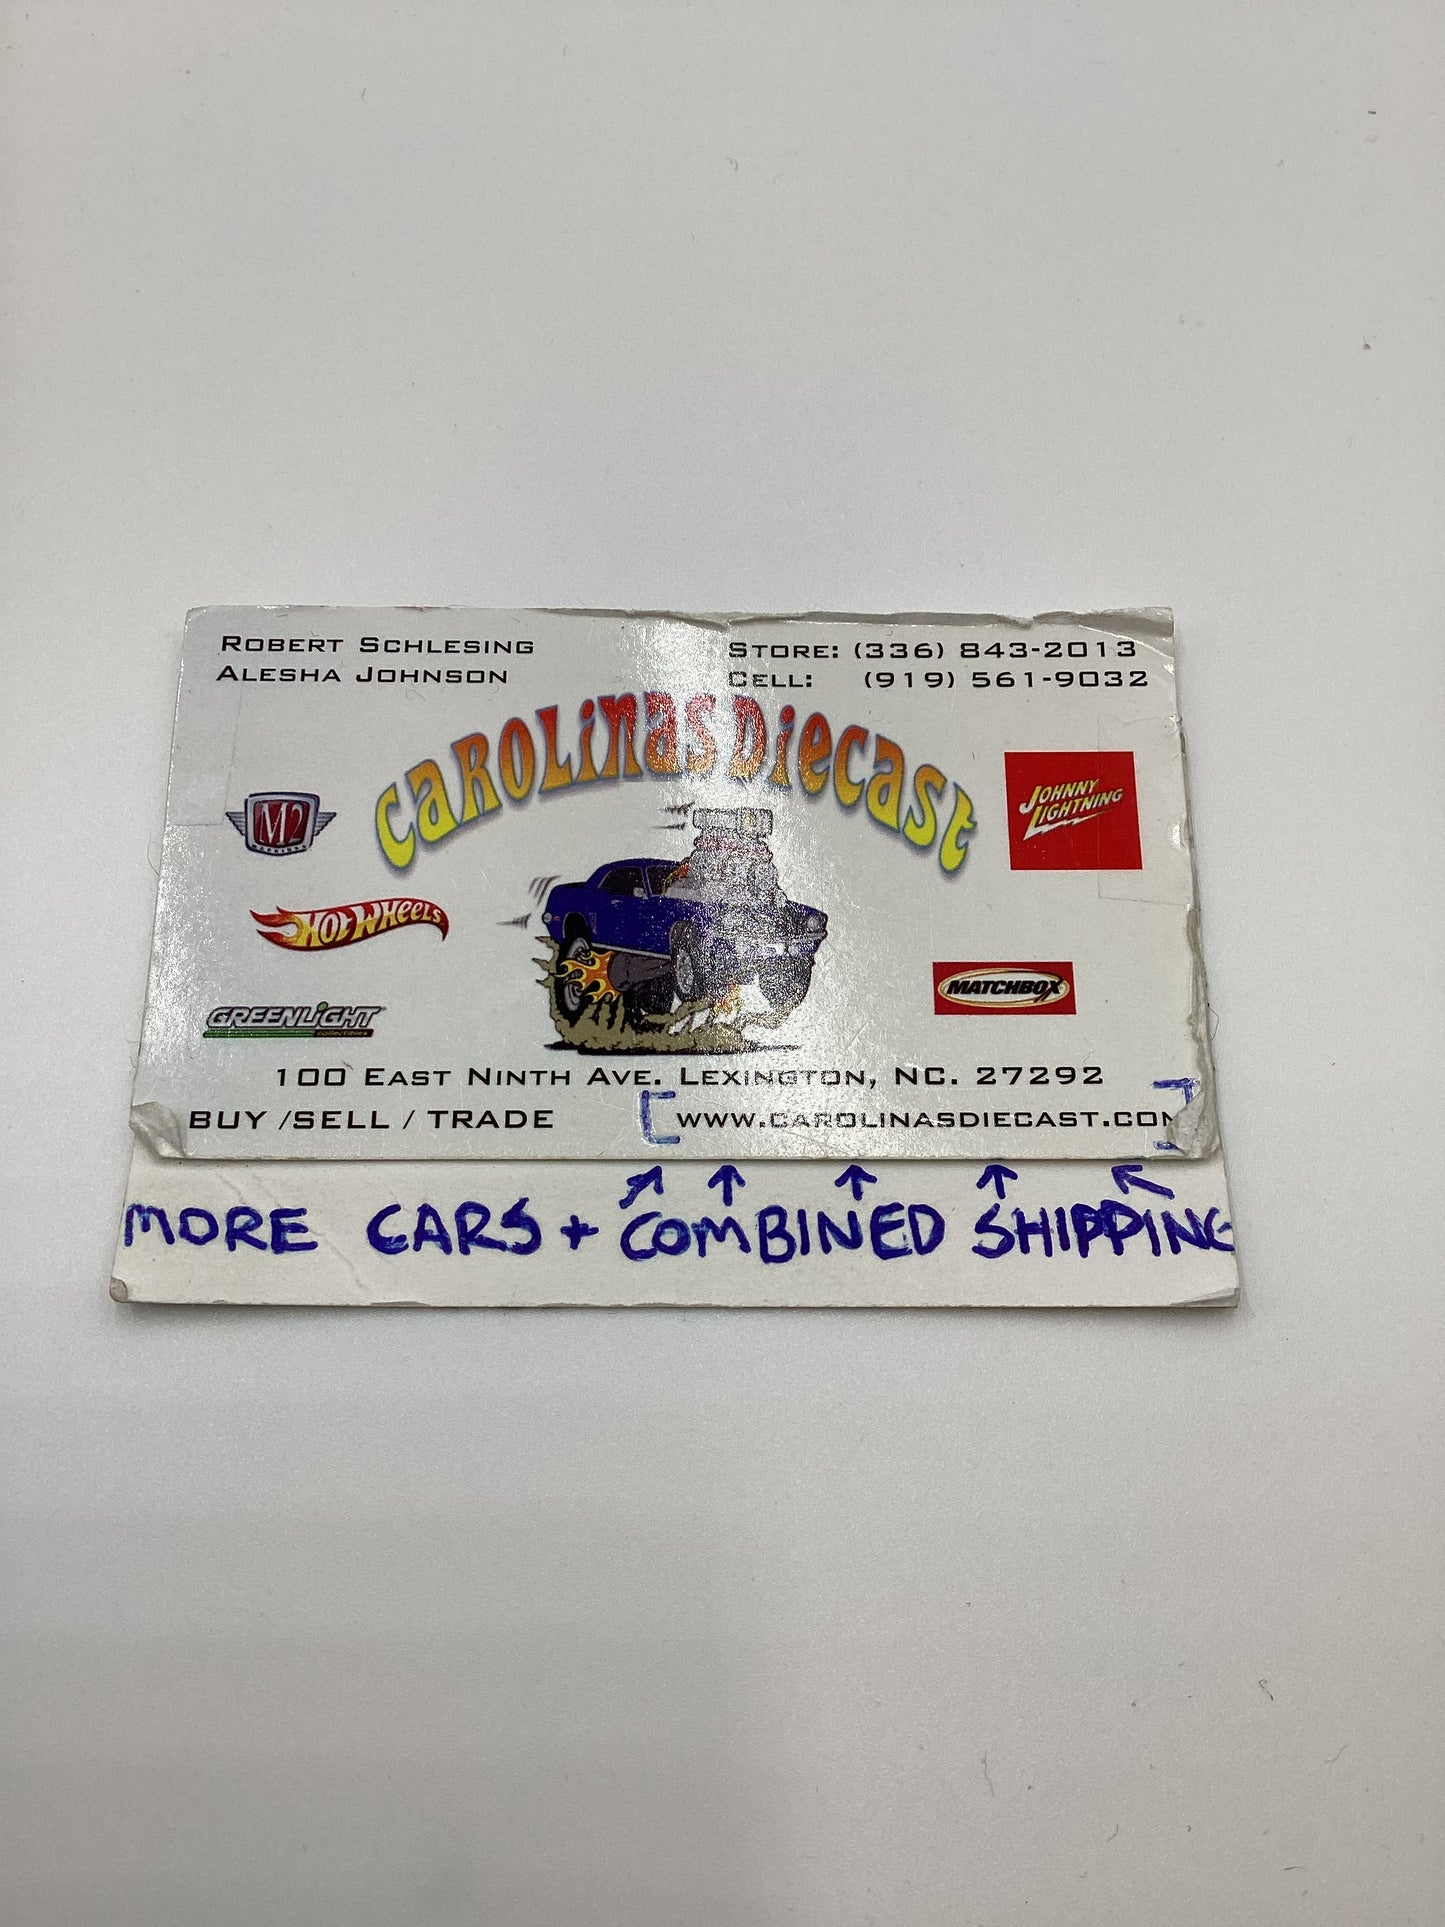 ROBERT SCHLESING
ALESHA JOHNSON
STORE: (336) 843-2013
CELL: (919) 561-9032
CAROLINAS DIECAST
M2
MACHINES
JOHNNY
LIGHTNING
HOT WHEELS
MATCHBOX
GREENLIGHT
collectibles
100 EAST NINTH AVE. LEXINGTON, NC. 27292
BUY /SELL / TRADE
WWW.CAROLINASDIECAST.COM
MORE CARS + COMBINED SHIPPING